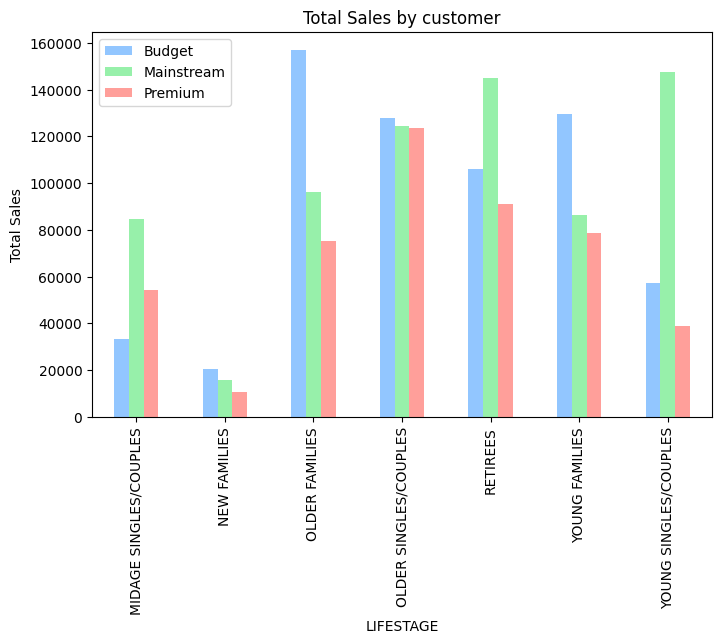 Total Sales by customer
Budget
Mainstream
Premium
Total Sales
160000
140000
120000
100000
80000
60000
40000
20000
0
MIDAGE SINGLES/COUPLES
NEW FAMILIES
OLDER FAMILIES
OLDER SINGLES/COUPLES
RETIREES
YOUNG FAMILIES
YOUNG SINGLES/COUPLES
LIFESTAGE